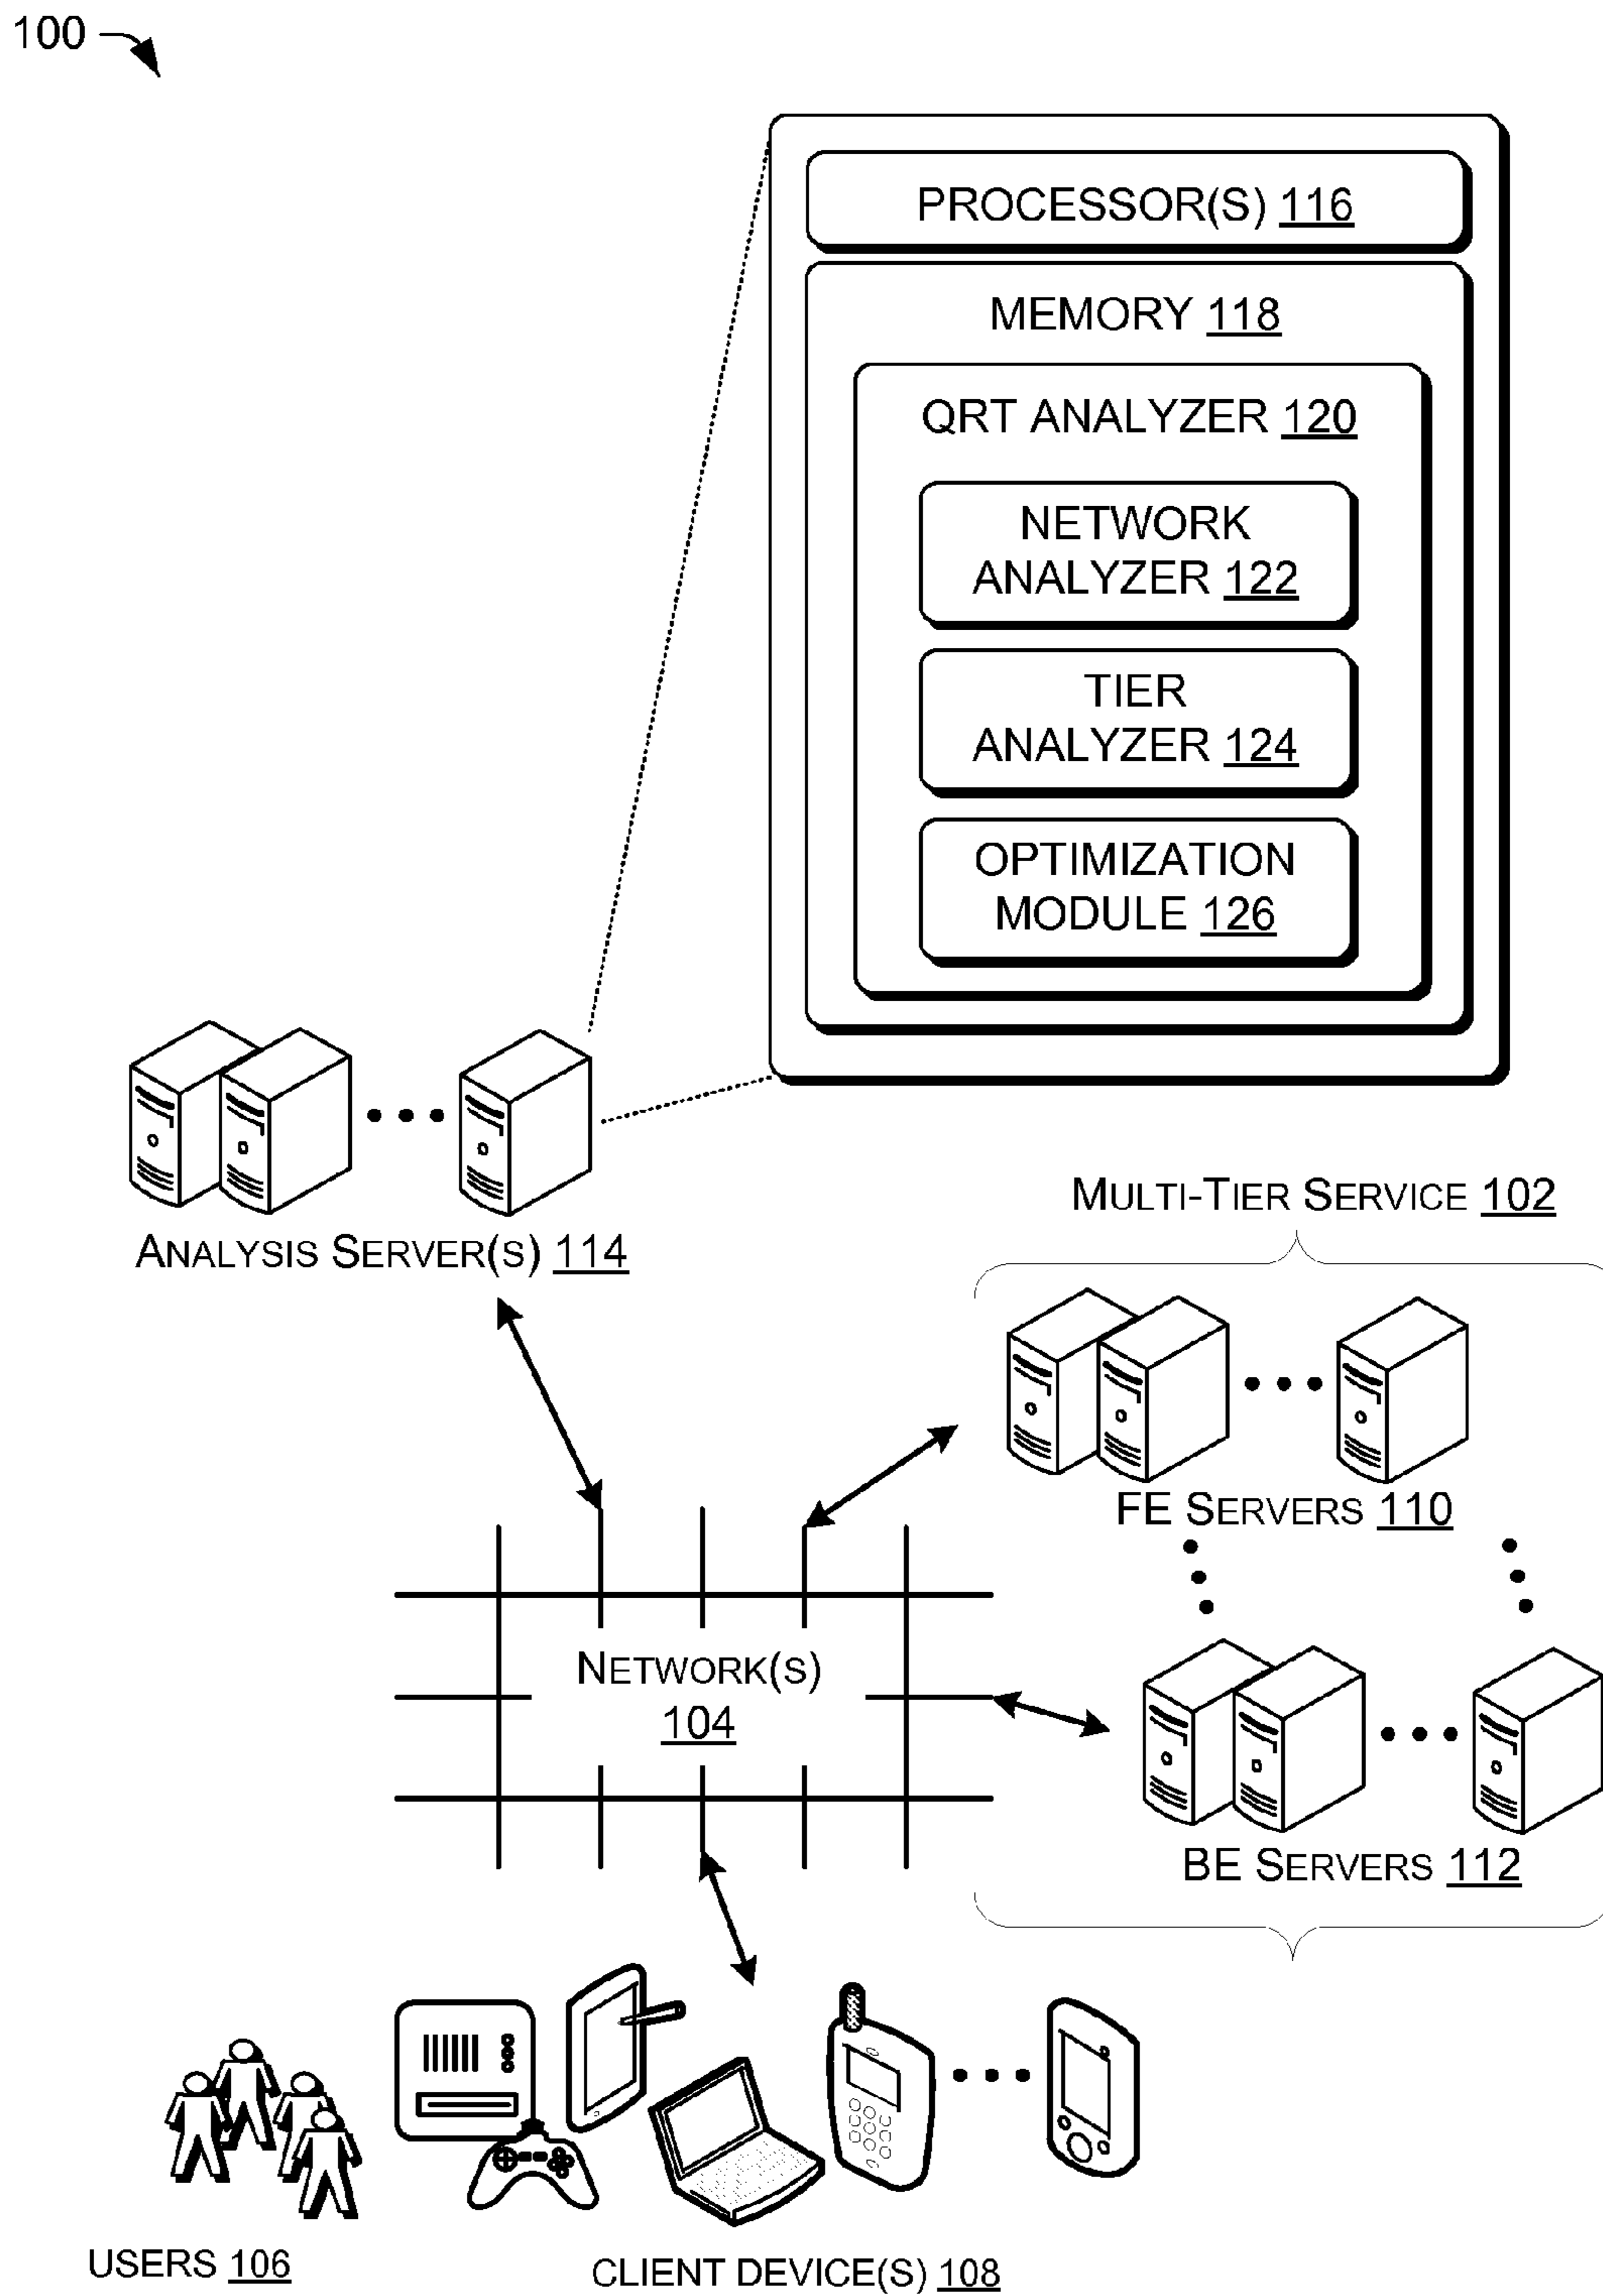 100
PROCESSOR(S) 116
MEMORY 118
QRT ANALYZER 120
NETWORK
ANALYZER 122
TIER
ANALYZER 124
OPTIMIZATION
MODULE 126
ANALYSIS SERVER(S) 114
MULTI-TIER SERVICE 102
FE SERVERS 110
NETWORK(S)
104
BE SERVERS 112
USERS 106
CLIENT DEVICE(S) 108